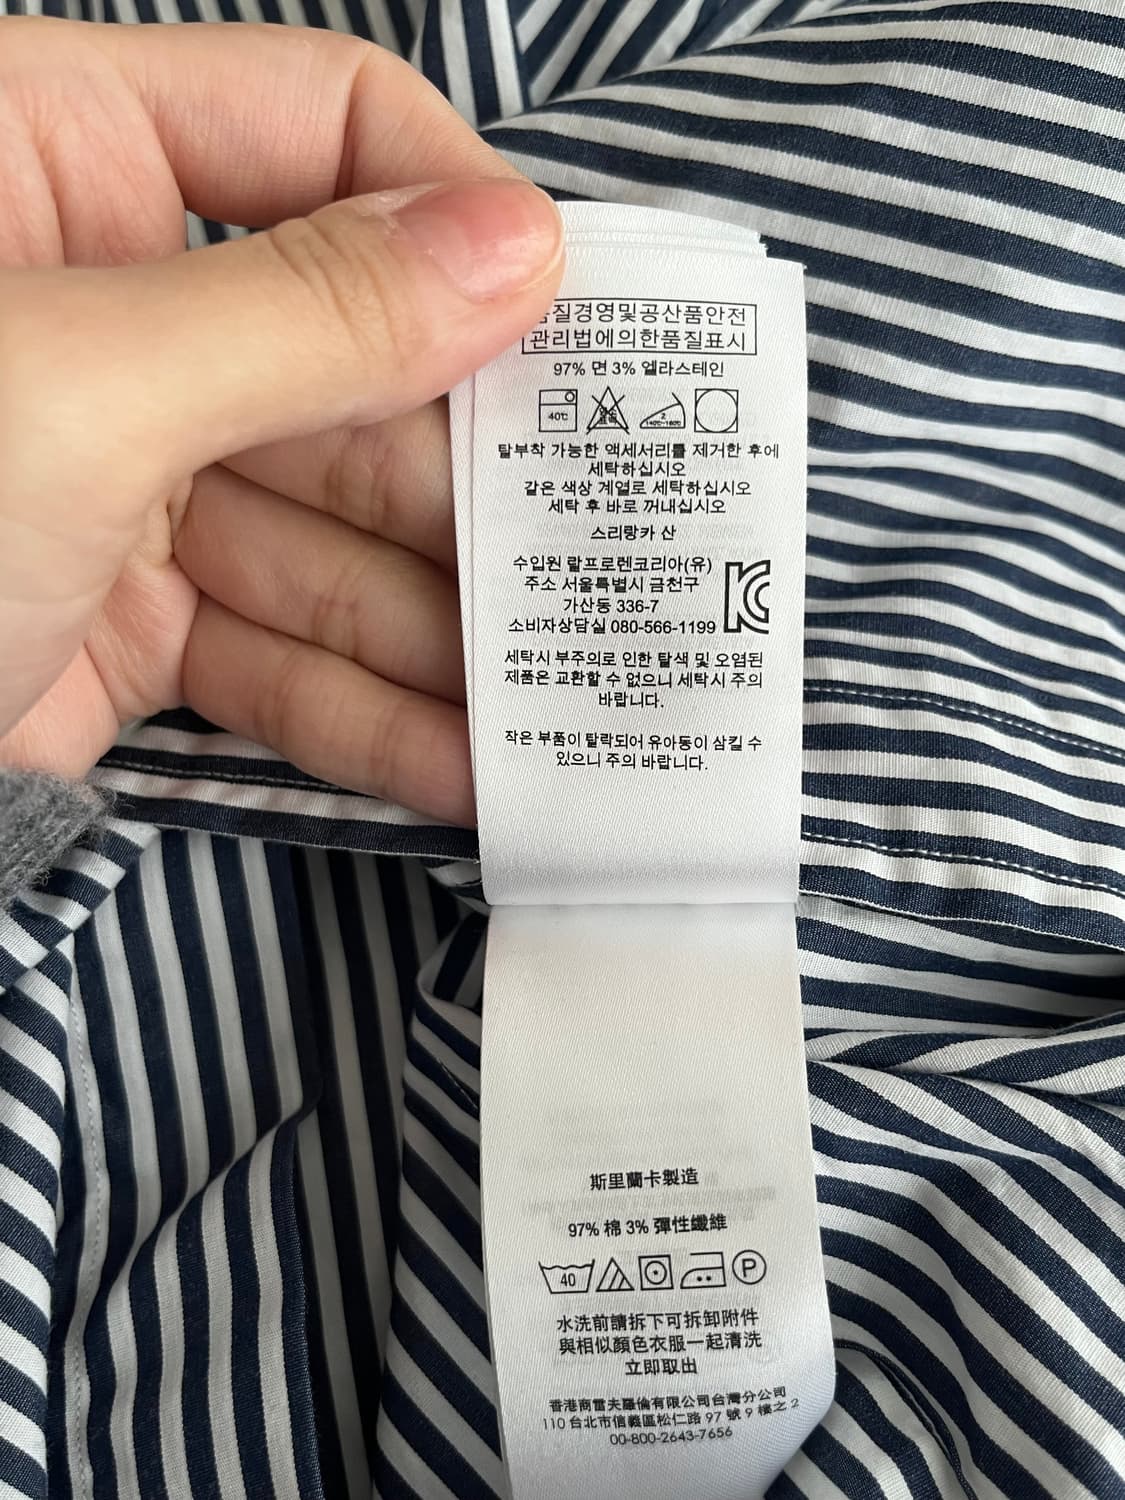 질경영및공산품안전
관리법에의한품질표시
97% 면 3% 엘라스테인
40℃
염소 표백
2
140℃~160℃
탈부착 가능한 액세서리를 제거한 후에
세탁하십시오
같은 색상 계열로 세탁하십시오
세탁 후 바로 꺼내십시오
스리랑카 산
수입원 랄프로렌코리아(유)
주소 서울특별시 금천구
가산동 336-7
소비자상담실 080-566-1199
세탁시 부주의로 인한 탈색 및 오염된
제품은 교환할 수 없으니 세탁시 주의
바랍니다.
작은 부품이 탈락되어 유아동이 삼킬 수
있으니 주의 바랍니다.
斯里蘭卡製造
97% 棉 3% 彈性纖維
40
P
水洗前請拆下可拆卸附件
與相似顏色衣服一起清洗
立即取出
香港商雷夫羅倫有限公司台灣分公司
110 台北市信義區松仁路 97 號 9 樓之 2
00-800-2643-7656